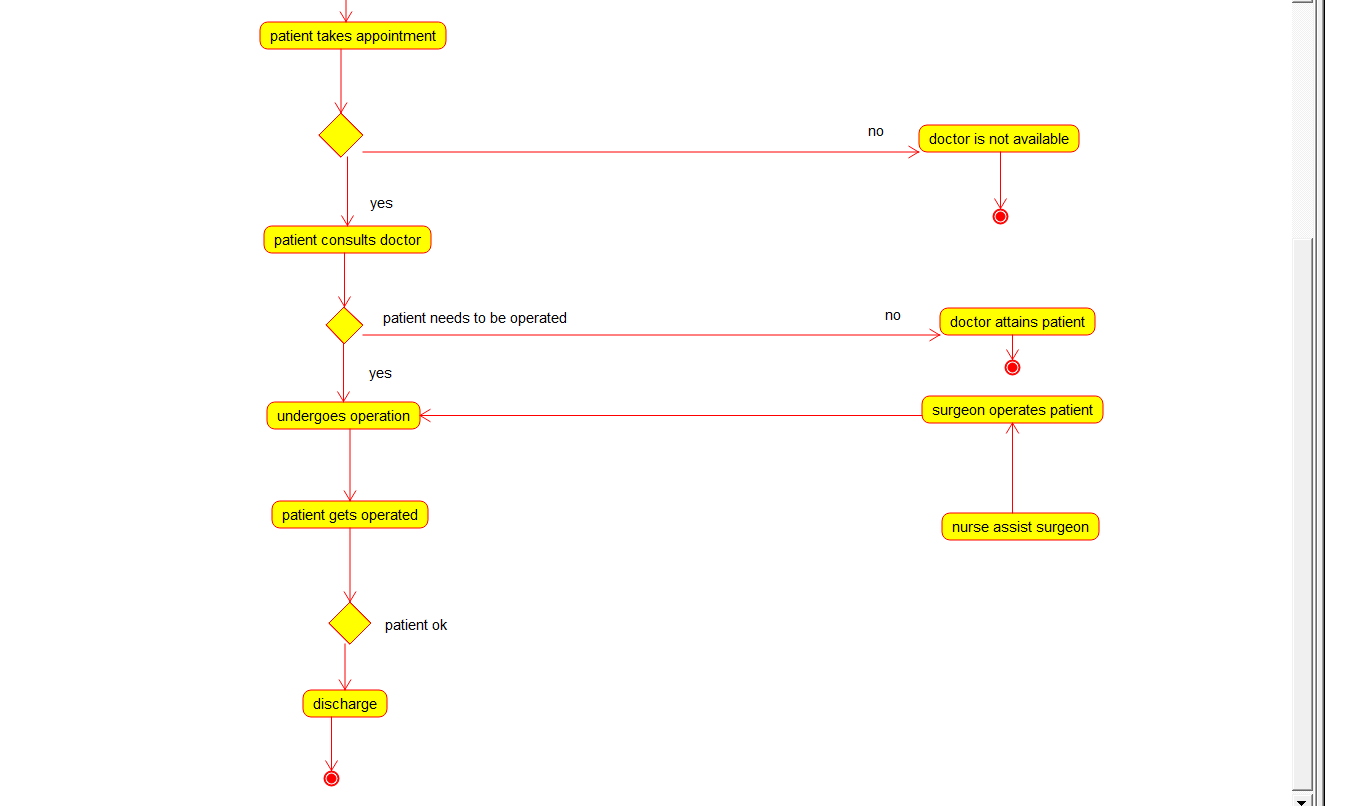 patient takes appointment
no
doctor is not available
yes
patient consults doctor
patient needs to be operated
no
doctor attains patient
yes
undergoes operation
surgeon operates patient
patient gets operated
nurse assist surgeon
patient ok
discharge